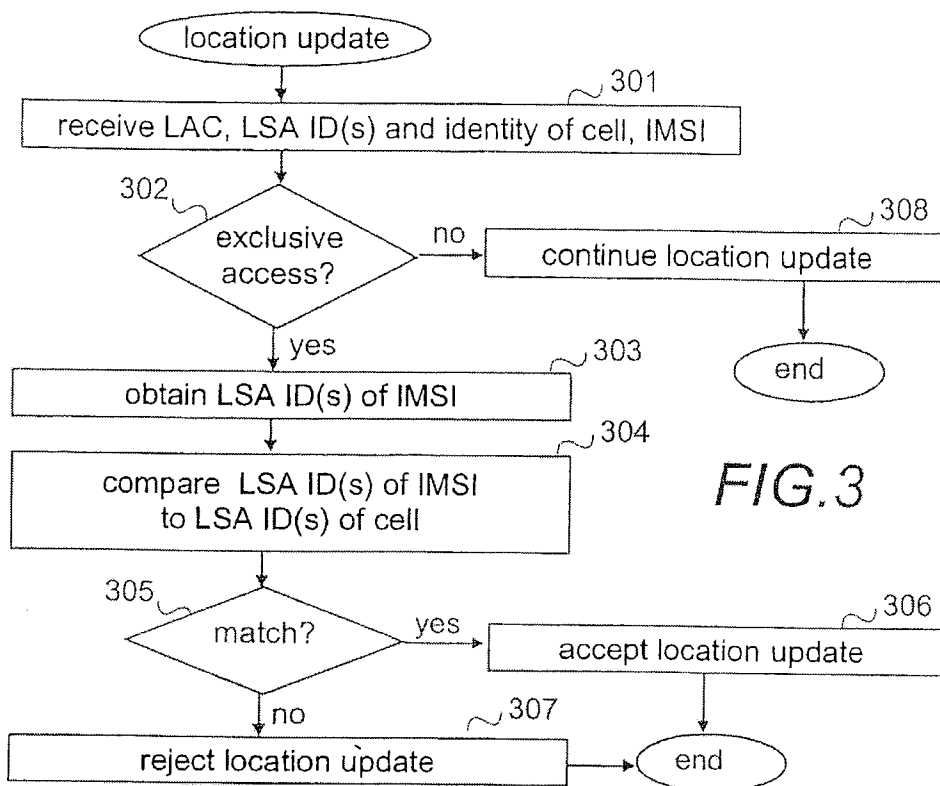 location update
301
receive LAC, LSA ID(s) and identity of cell, IMSI
302
exclusive
access?
no
308
continue location update
yes
end
303
obtain LSA ID(s) of IMSI
304
compare LSA ID(s) of IMSI
to LSA ID(s) of cell
FIG.3
305
match?
yes
306
accept location update
no
307
reject location update
end